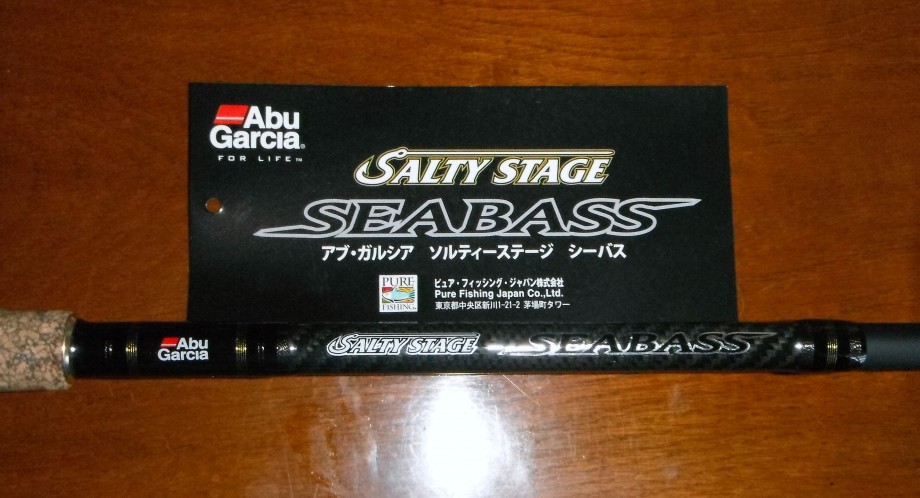 Abu
Garcia®
FOR LIFE™
SALTY STAGE
SEABASS
アブ・ガルシア ソルティーステージ シーバス
PURE
FISHING
ピュア・フィッシング・ジャパン株式会社
Pure Fishing Japan Co.,Ltd.
東京都中央区新川1-21-2 茅場町タワー
Abu
Garcia
SALTY STAGE
SEABASS